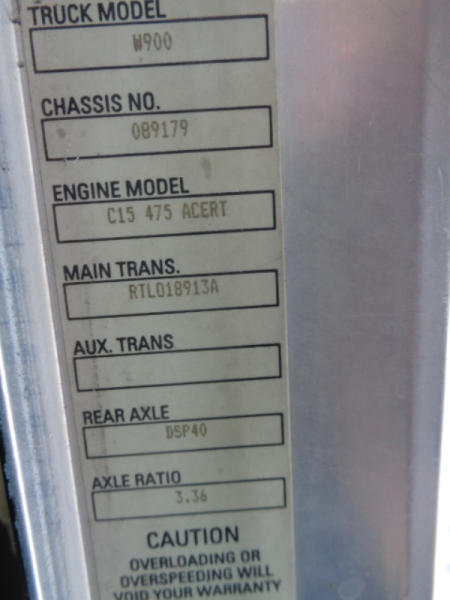 TRUCK MODEL
W900
CHASSIS NO.
089179
ENGINE MODEL
C15 475 ACERT
MAIN TRANS.
RTLO18913A
AUX. TRANS
REAR AXLE
DSP40
AXLE RATIO
3.36
CAUTION
OVERLOADING OR
OVERSPEEDING WILL
VOID YOUR WARRANTY